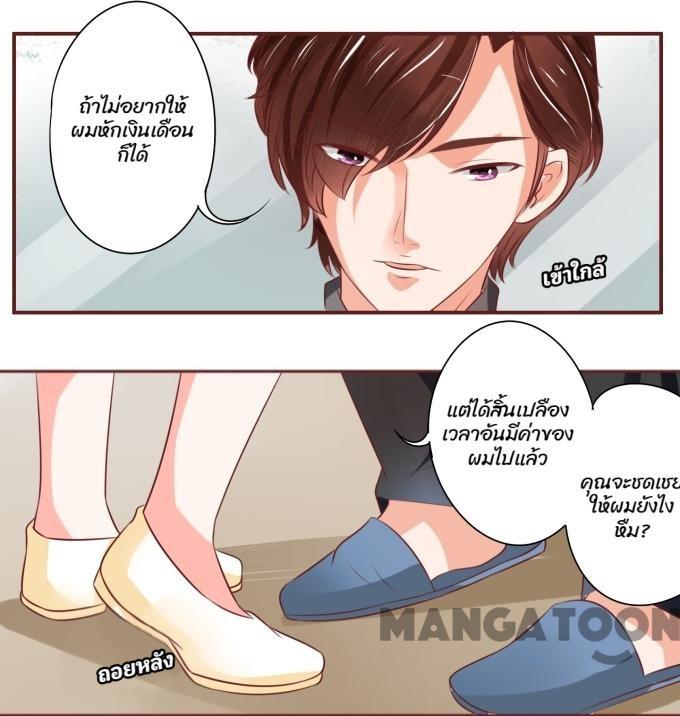 ถ้าไม่อยากให้
ผมหักเงินเดือน
ก็ได้
เข้าใกล้
แต่ได้สิ้นเปลือง
เวลาอันมีค่าของ
ผมไปแล้ว
คุณจะชดเชย
ให้ผมยังไง
หืม?
ถอยหลัง
MANGATOON